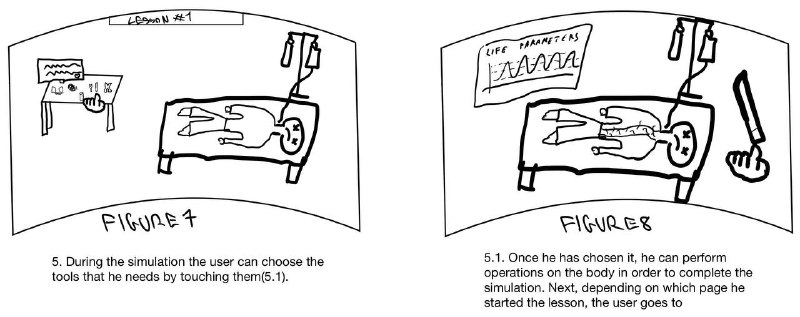 LESSON #1
FIGURE 7
5. During the simulation the user can choose the
tools that he needs by touching them(5.1).
LIFE PARAMETERS
FIGURE 8
5.1. Once he has chosen it, he can perform
operations on the body in order to complete the
simulation. Next, depending on which page he
started the lesson, the user goes to